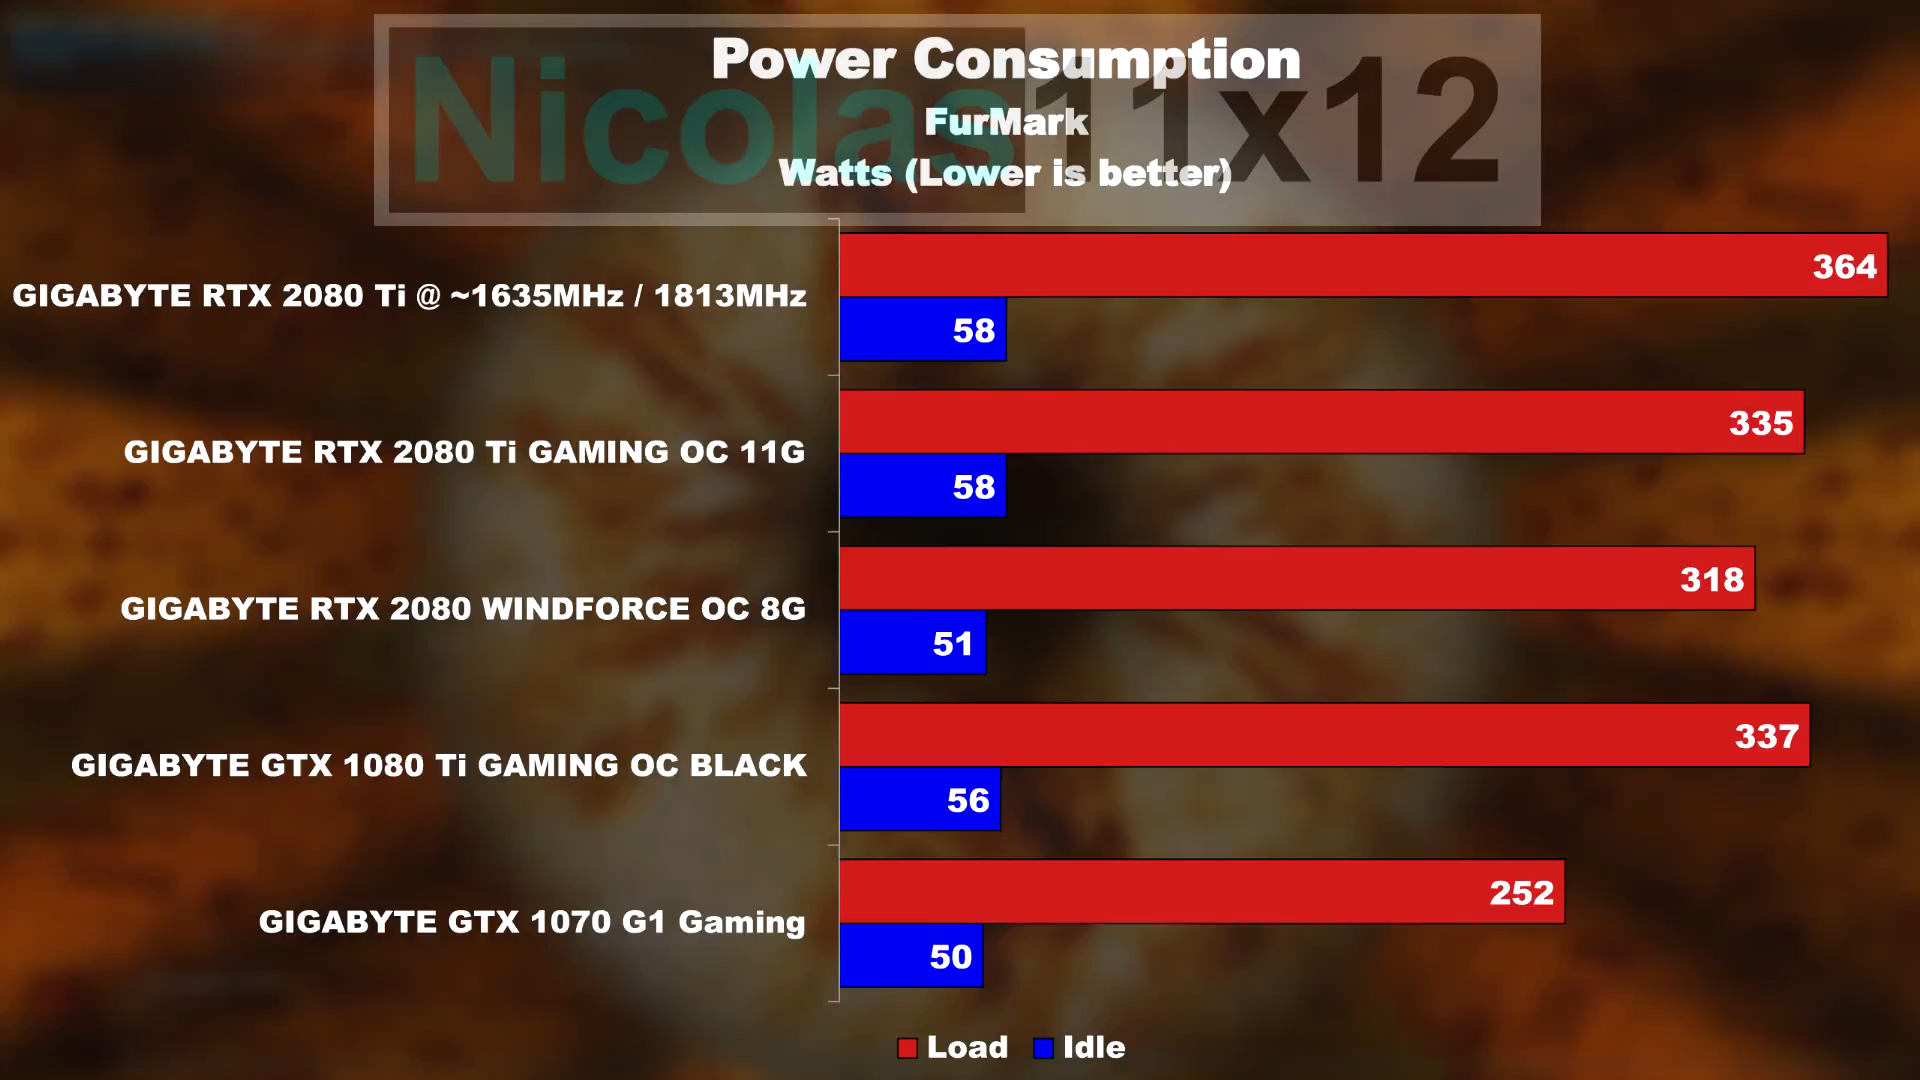 Nicolas11x12
Power Consumption
FurMark
Watts (Lower is better)
GIGABYTE RTX 2080 Ti @ ~1635MHz / 1813MHz
364
58
GIGABYTE RTX 2080 Ti GAMING OC 11G
335
58
GIGABYTE RTX 2080 WINDFORCE OC 8G
318
51
GIGABYTE GTX 1080 Ti GAMING OC BLACK
337
56
GIGABYTE GTX 1070 G1 Gaming
252
50
Load Idle